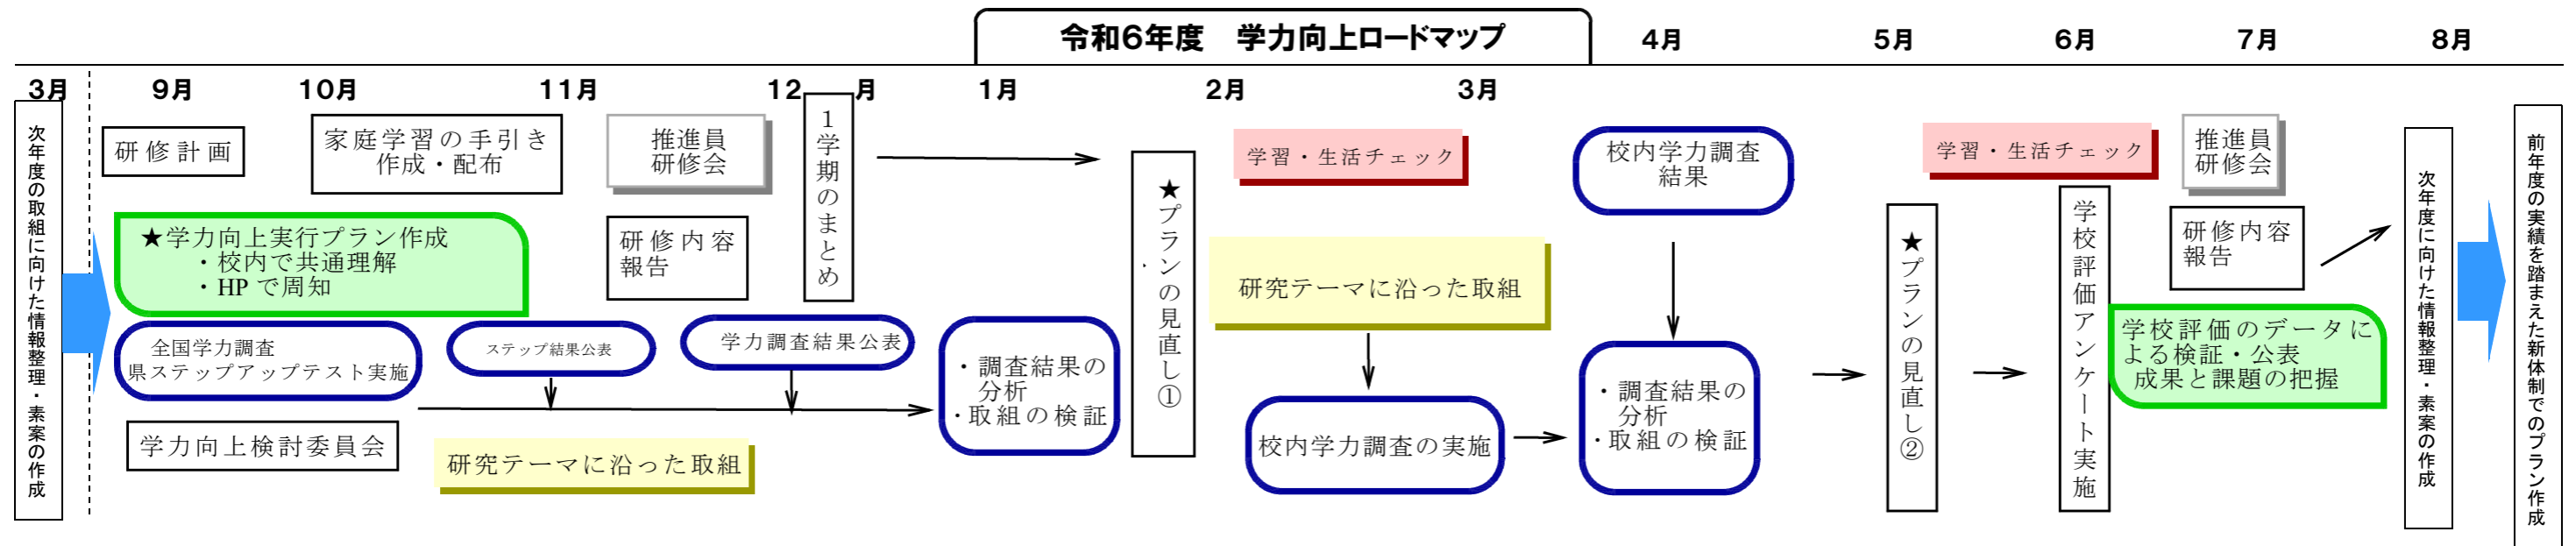 令和６年度　学力向上ロードマップ
4月
5月
6月
7月
8月
3月
9月
10月
11月
12
月
1月
2月
3月
次年度の取組に向けた情報整理・素案の作成
研修計画
家庭学習の手引き
作成・配布
推進員
研修会
１学期のまとめ
★学力向上実行プラン作成
・校内で共通理解
・HP で周知
研修内容
報告
全国学力調査
県ステップアップテスト実施
ステップ結果公表
学力調査結果公表
学力向上検討委員会
研究テーマに沿った取組
・調査結果の
分析
・取組の検証
★プランの見直し①
学習・生活チェック
研究テーマに沿った取組
校内学力調査の実施
校内学力調査
結果
・調査結果の
分析
・取組の検証
★プランの見直し②
学習・生活チェック
学校評価アンケート実施
推進員
研修会
研修内容
報告
学校評価のデータに
よる検証・公表
成果と課題の把握
次年度に向けた情報整理・素案の作成
前年度の実績を踏まえた新体制でのプラン作成